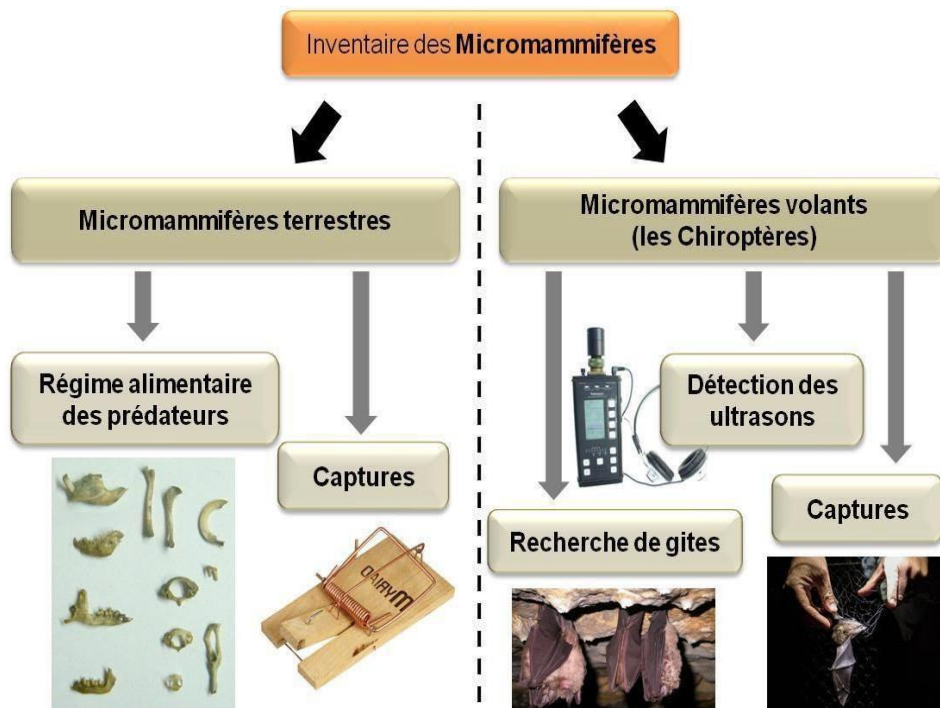 Inventaire des Micromammifères
Micromammifères terrestres
Micromammifères volants
(les Chiroptères)
Régime alimentaire
des prédateurs
Captures
Détection des
ultrasons
Recherche de gites
Captures
MYRIAD